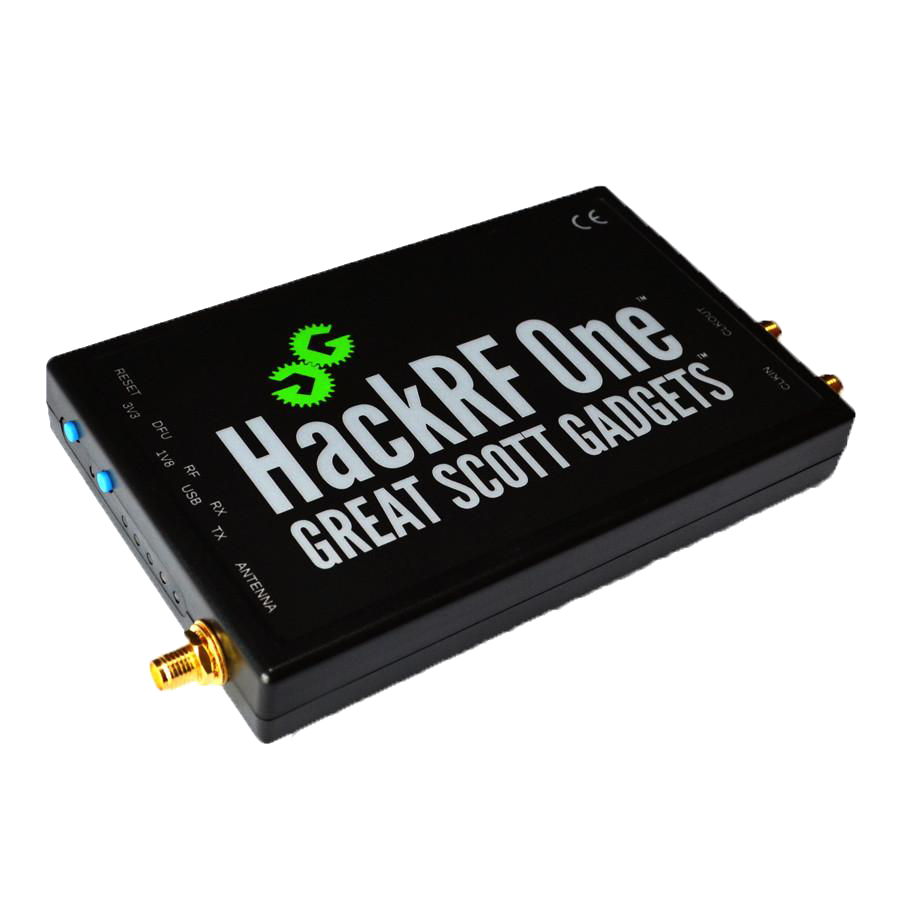 CE
HackRF One™
GREAT SCOTT GADGETS™
CLKOUT
CLKIN
RESET
3V3
DFU
1V8
RF
USB
RX
TX
ANTENNA